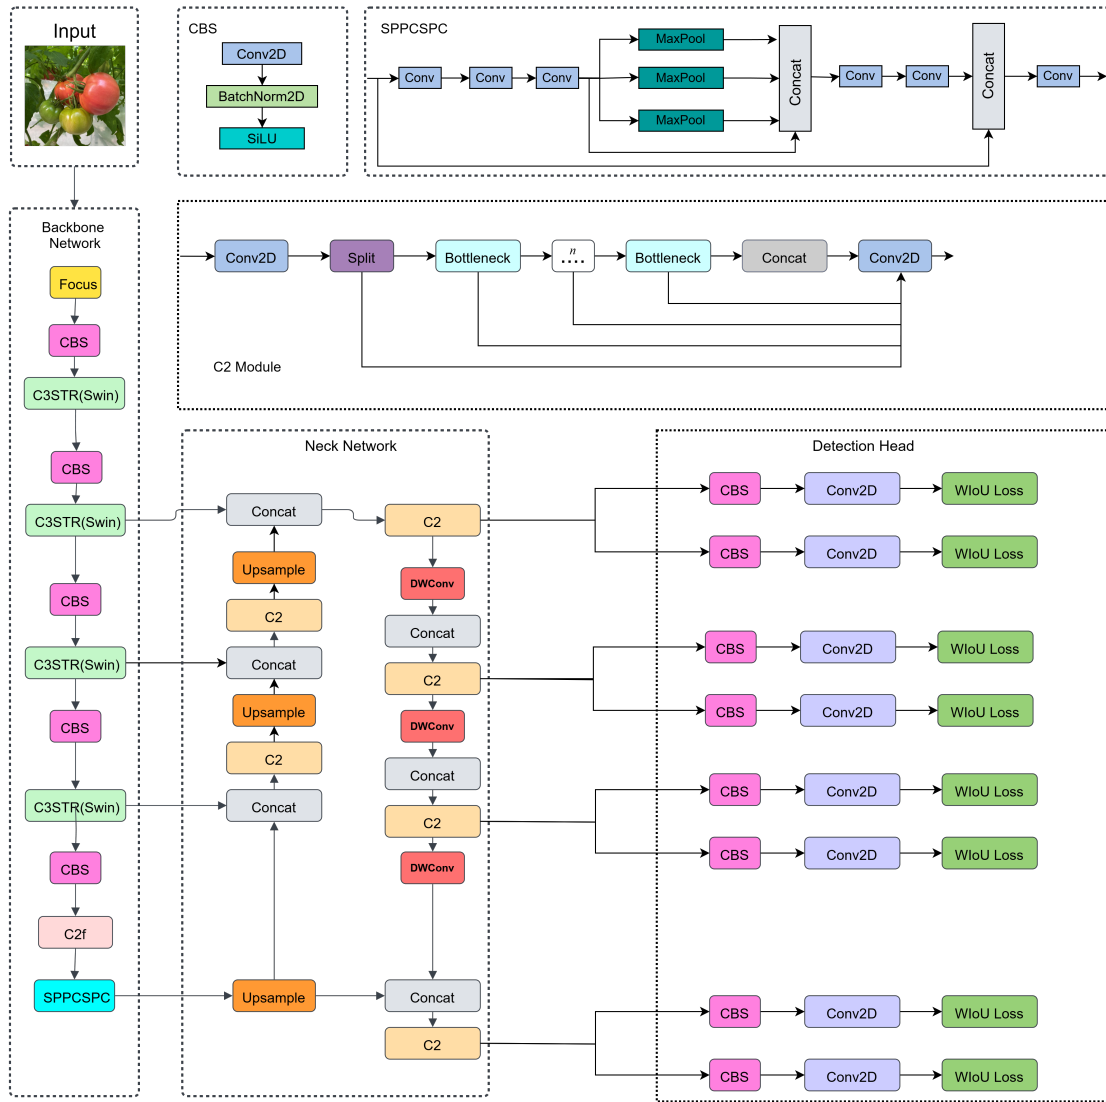 Input
CBS
Conv2D
BatchNorm2D
SiLU
SPPCSPC
Conv
Conv
Conv
MaxPool
MaxPool
MaxPool
Concat
Conv
Conv
Concat
Conv
Backbone
Network
Focus
CBS
C3STR(Swin)
CBS
C3STR(Swin)
CBS
C3STR(Swin)
CBS
C3STR(Swin)
CBS
C2f
SPPCSPC
Conv2D
Split
Bottleneck
n
....
Bottleneck
Concat
Conv2D
C2 Module
Neck Network
Concat
Upsample
C2
Concat
Upsample
C2
Concat
Upsample
C2
DWConv
Concat
C2
DWConv
Concat
C2
DWConv
Concat
C2
Detection Head
CBS Conv2D WIoU Loss
CBS Conv2D WIoU Loss
CBS Conv2D WIoU Loss
CBS Conv2D WIoU Loss
CBS Conv2D WIoU Loss
CBS Conv2D WIoU Loss
CBS Conv2D WIoU Loss
CBS Conv2D WIoU Loss